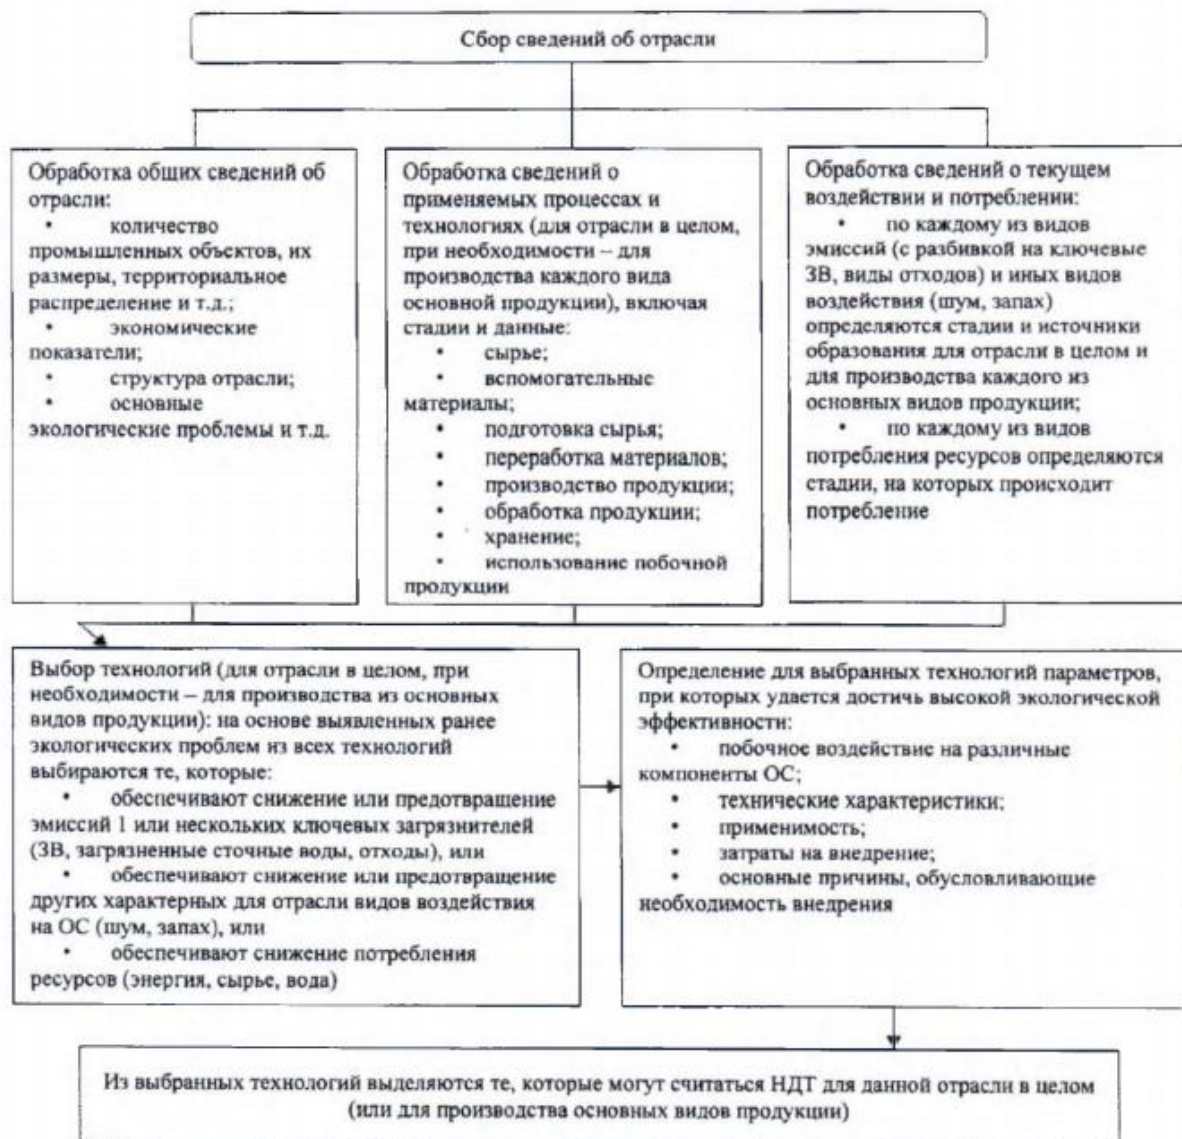 Сбор сведений об отрасли
Обработка общих сведений об
отрасли:
• количество
промышленных объектов, их
размеры, территориальное
распределение и т.д.;
• экономические
показатели;
• структура отрасли;
• основные
экологические проблемы и т.д.
Обработка сведений о
применяемых процессах и
технологиях (для отрасли в целом,
при необходимости – для
производства каждого вида
основной продукции), включая
стадии и данные:
• сырье;
• вспомогательные
материалы;
• подготовка сырья;
• переработка материалов;
• производство продукции;
• обработка продукции;
• хранение;
• использование побочной
продукции
Обработка сведений о текущем
воздействии и потреблении:
• по каждому из видов
эмиссий (с разбивкой на ключевые
ЗВ, виды отходов) и иных видов
воздействия (шум, запах)
определяются стадии и источники
образования для отрасли в целом и
для производства каждого из
основных видов продукции;
• по каждому из видов
потребления ресурсов определяются
стадии, на которых происходит
потребление
Выбор технологий (для отрасли в целом, при
необходимости – для производства из основных
видов продукции): на основе выявленных ранее
экологических проблем из всех технологий
выбираются те, которые:
• обеспечивают снижение или предотвращение
эмиссий 1 или нескольких ключевых загрязнителей
(ЗВ, загрязненные сточные воды, отходы), или
• обеспечивают снижение или предотвращение
других характерных для отрасли видов воздействия
на ОС (шум, запах), или
• обеспечивают снижение потребления
ресурсов (энергия, сырье, вода)
Определение для выбранных технологий параметров,
при которых удается достичь высокой экологической
эффективности:
• побочное воздействие на различные
компоненты ОС;
• технические характеристики;
• применимость;
• затраты на внедрение;
• основные причины, обусловливающие
необходимость внедрения
Из выбранных технологий выделяются те, которые могут считаться НДТ для данной отрасли в целом
(или для производства основных видов продукции)